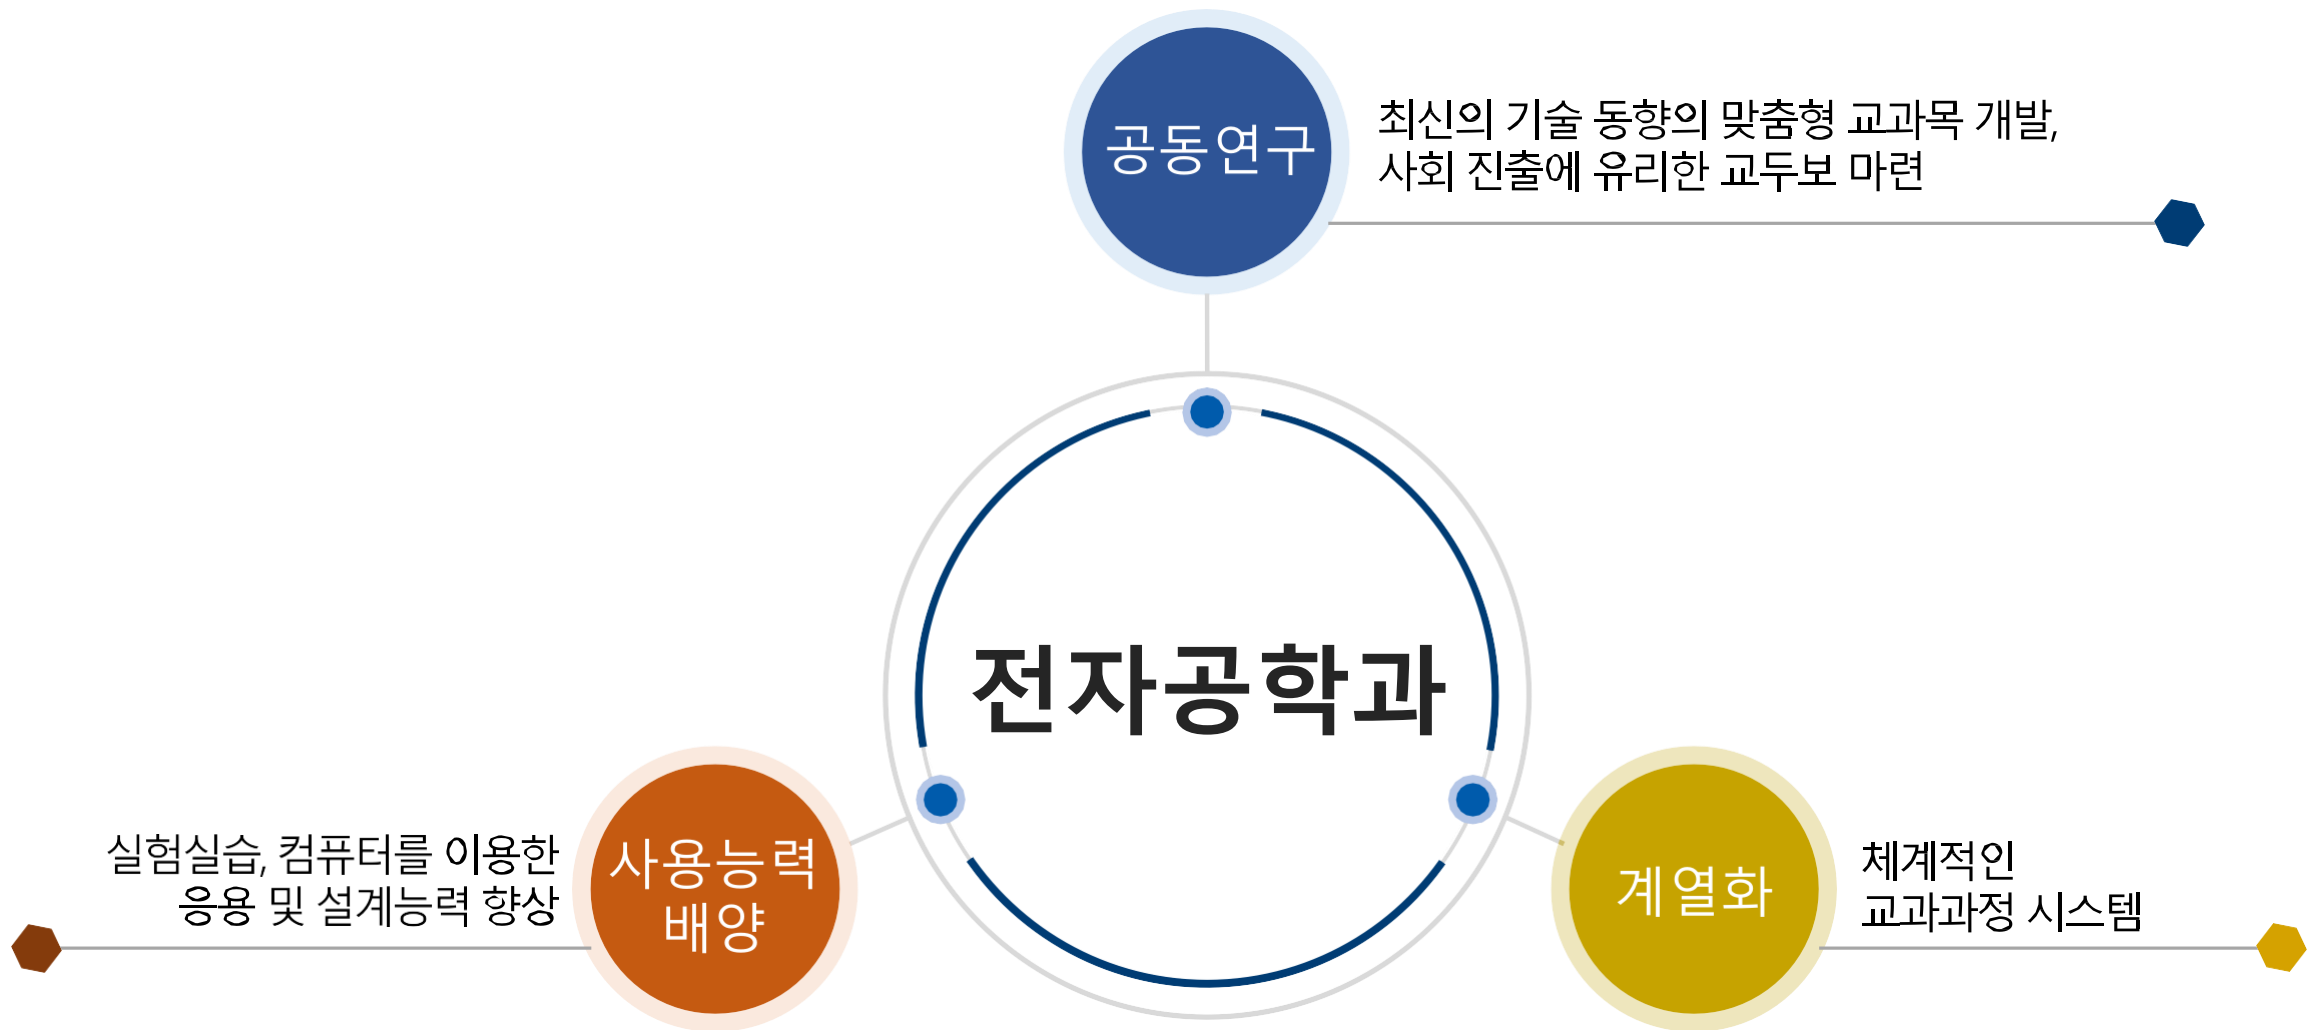 공동연구
최신의 기술 동향의 맞춤형 교과목 개발,
사회 진출에 유리한 교두보 마련
전자공학과
실험실습, 컴퓨터를 이용한
응용 및 설계능력 향상
사용능력
배양
계열화
체계적인
교과과정 시스템